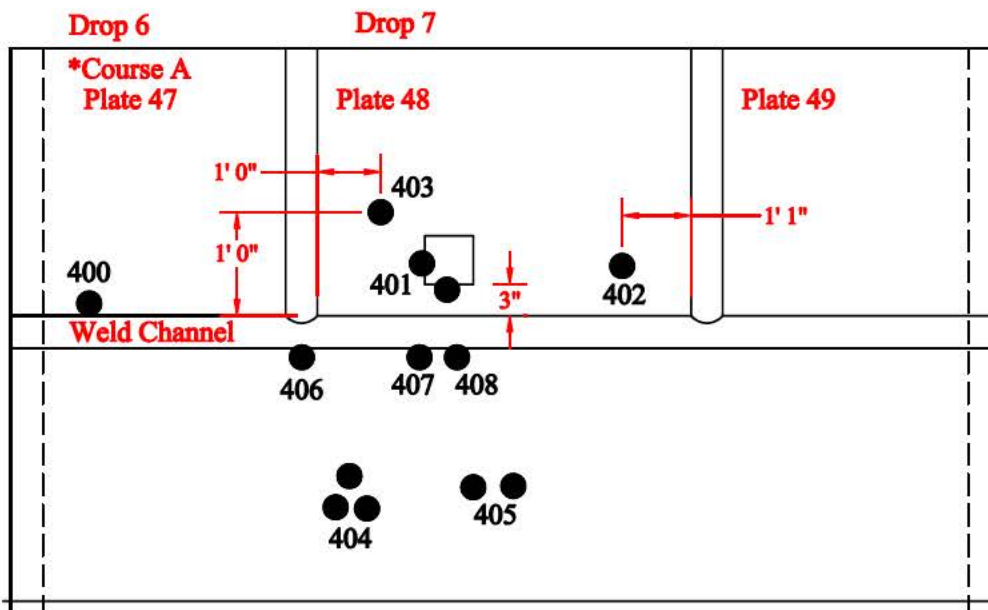 Drop 6
Drop 7
*Course A
Plate 47
Plate 48
Plate 49
1' 0"
403
1' 1"
1' 0"
401
402
400
3"
Weld Channel
406
407
408
404
405